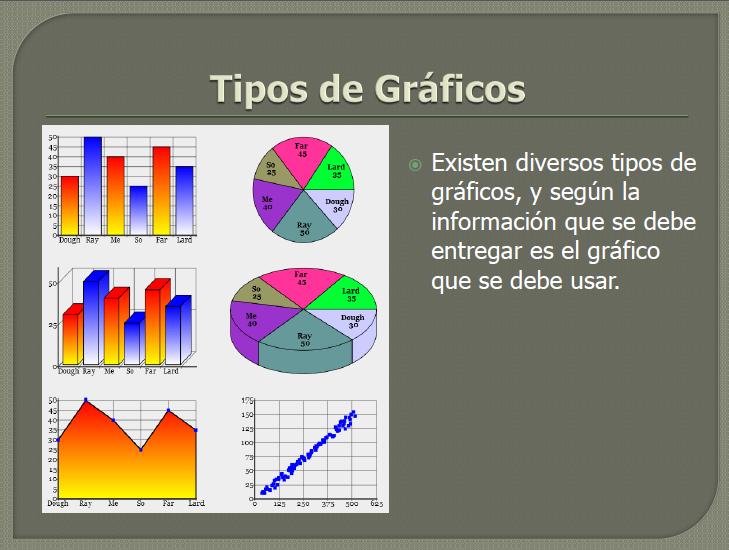 Tipos de Gráficos
50
45
40
35
30
25
20
15
10
5
0
Dough Ray Me So Far Lard
Far
45
Lard
35
So
25
Me
40
Dough
30
Ray
50
50
25
0
Dough Ray Me So Far Lard
Far
45
Lard
35
So
25
Me
40
Dough
30
Ray
50
50
45
40
35
30
25
20
15
10
5
0
Dough Ray Me So Far Lard
175
150
125
100
75
50
25
0
0 125 250 375 500 625
Existen diversos tipos de
gráficos, y según la
información que se debe
entregar es el gráfico
que se debe usar.